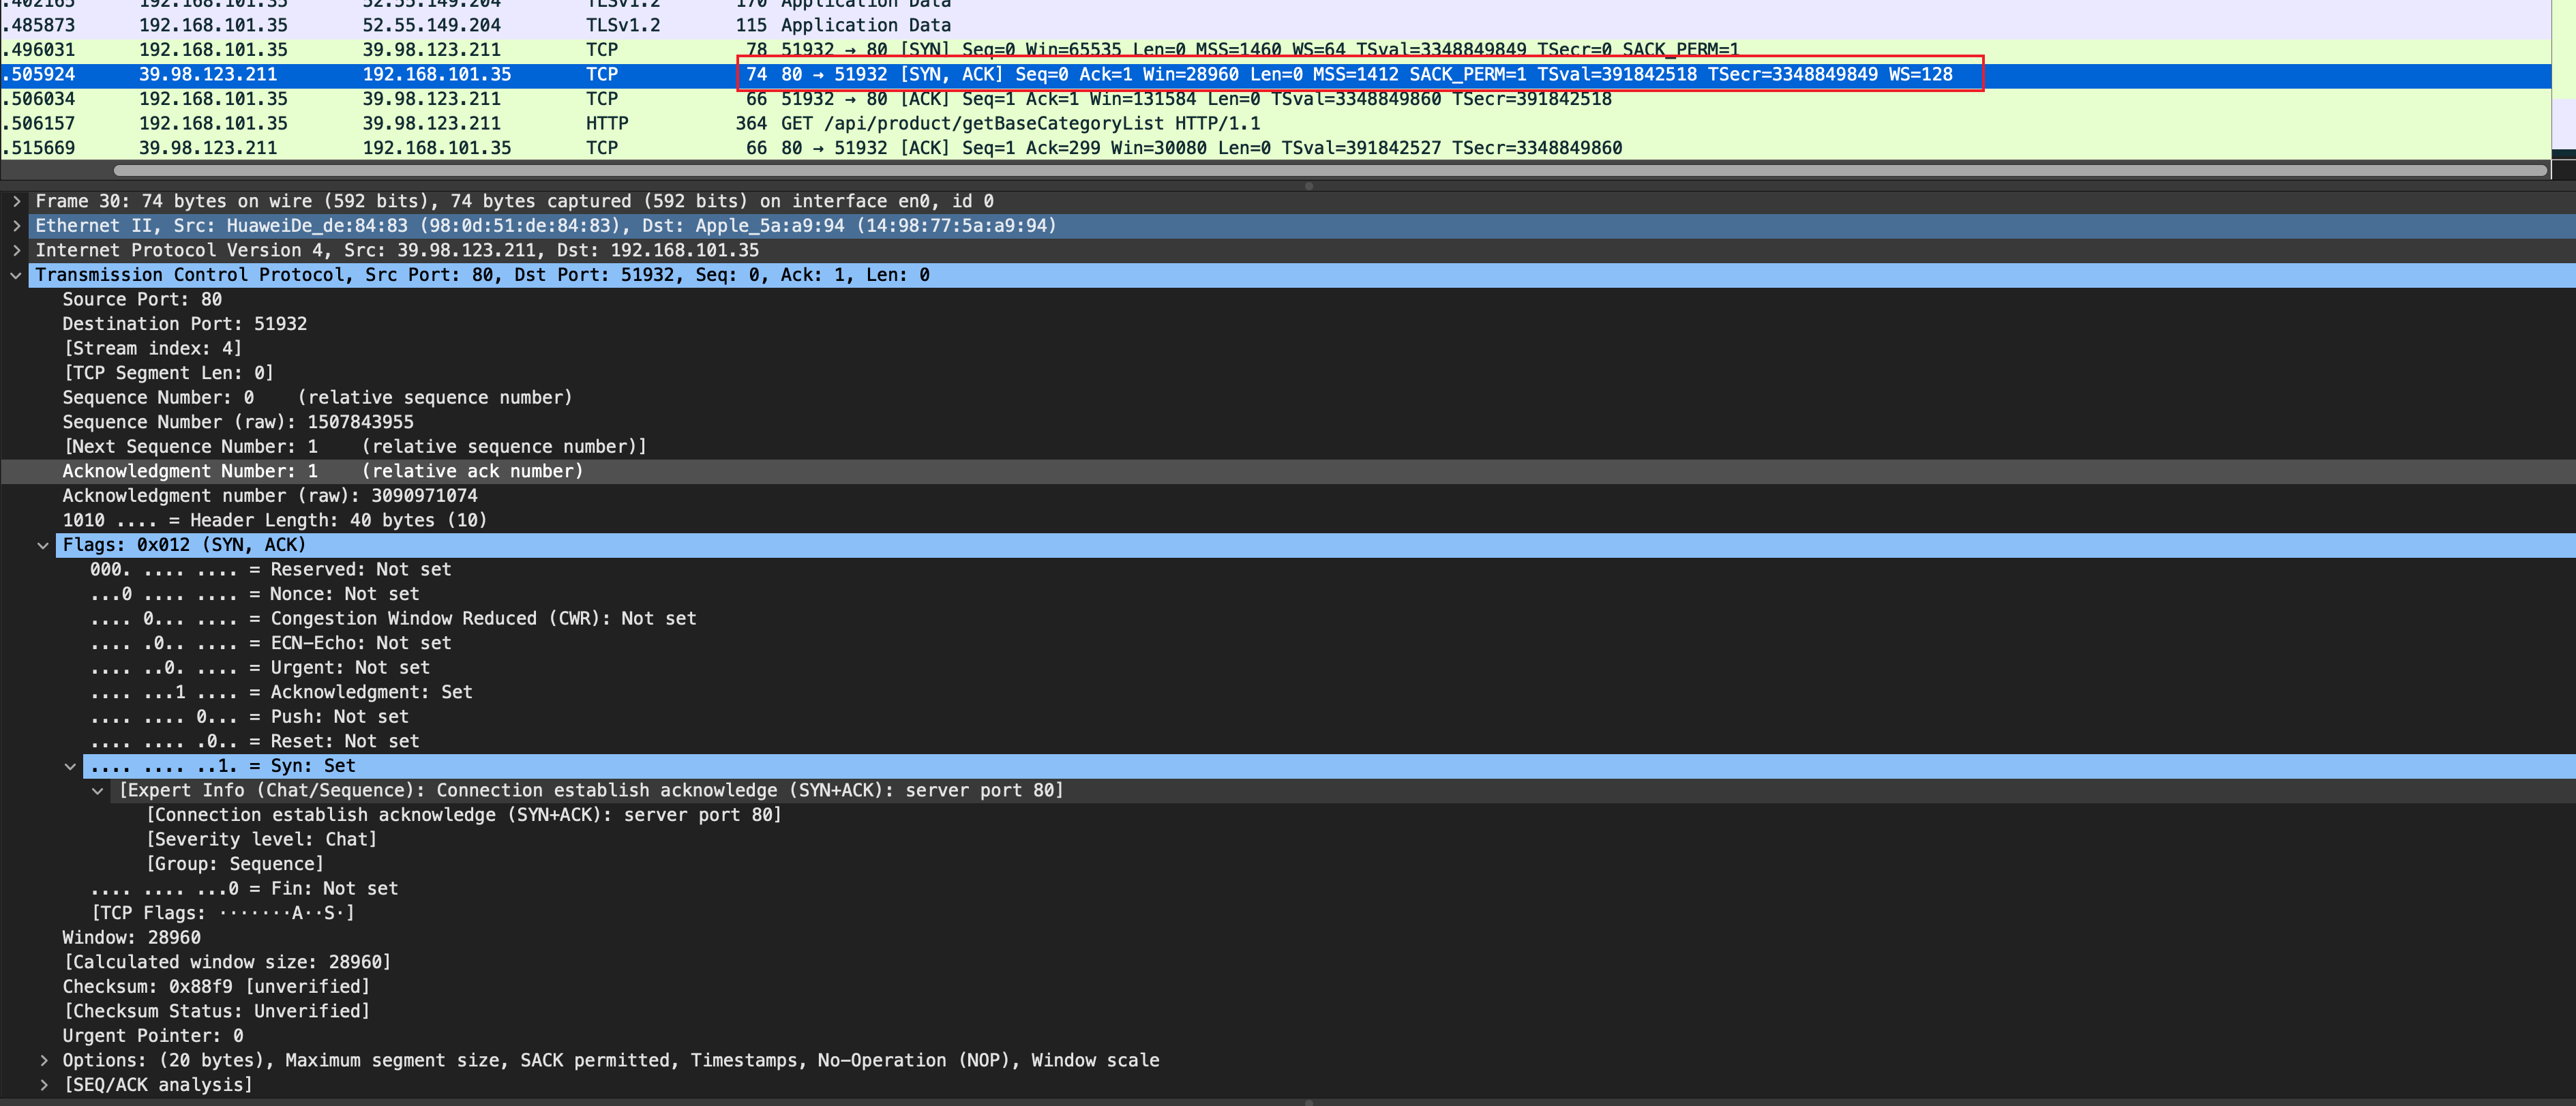 .402165 192.168.101.35 52.55.149.204 TLSv1.2 170 Application Data
.485873 192.168.101.35 52.55.149.204 TLSv1.2 115 Application Data
.496031 192.168.101.35 39.98.123.211 TCP 78 51932 → 80 [SYN] Seq=0 Win=65535 Len=0 MSS=1460 WS=64 TSval=3348849849 TSecr=0 SACK_PERM=1
.505924 39.98.123.211 192.168.101.35 TCP 74 80 → 51932 [SYN, ACK] Seq=0 Ack=1 Win=28960 Len=0 MSS=1412 SACK_PERM=1 TSval=391842518 TSecr=3348849849 WS=128
.506034 192.168.101.35 39.98.123.211 TCP 66 51932 → 80 [ACK] Seq=1 Ack=1 Win=131584 Len=0 TSval=3348849860 TSecr=391842518
.506157 192.168.101.35 39.98.123.211 HTTP 364 GET /api/product/getBaseCategoryList HTTP/1.1
.515669 39.98.123.211 192.168.101.35 TCP 66 80 → 51932 [ACK] Seq=1 Ack=299 Win=30080 Len=0 TSval=391842527 TSecr=3348849860
Frame 30: 74 bytes on wire (592 bits), 74 bytes captured (592 bits) on interface en0, id 0
Ethernet II, Src: HuaweiDe_de:84:83 (98:0d:51:de:84:83), Dst: Apple_5a:a9:94 (14:98:77:5a:a9:94)
Internet Protocol Version 4, Src: 39.98.123.211, Dst: 192.168.101.35
Transmission Control Protocol, Src Port: 80, Dst Port: 51932, Seq: 0, Ack: 1, Len: 0
Source Port: 80
Destination Port: 51932
[Stream index: 4]
[TCP Segment Len: 0]
Sequence Number: 0    (relative sequence number)
Sequence Number (raw): 1507843955
[Next Sequence Number: 1    (relative sequence number)]
Acknowledgment Number: 1    (relative ack number)
Acknowledgment number (raw): 3090971074
1010 .... = Header Length: 40 bytes (10)
Flags: 0x012 (SYN, ACK)
000. .... .... = Reserved: Not set
...0 .... .... = Nonce: Not set
.... 0... .... = Congestion Window Reduced (CWR): Not set
.... .0.. .... = ECN-Echo: Not set
.... ..0. .... = Urgent: Not set
.... ...1 .... = Acknowledgment: Set
.... .... 0... = Push: Not set
.... .... .0.. = Reset: Not set
.... .... ..1. = Syn: Set
[Expert Info (Chat/Sequence): Connection establish acknowledge (SYN+ACK): server port 80]
[Connection establish acknowledge (SYN+ACK): server port 80]
[Severity level: Chat]
[Group: Sequence]
.... .... ...0 = Fin: Not set
[TCP Flags: ·······A··S·]
Window: 28960
[Calculated window size: 28960]
Checksum: 0x88f9 [unverified]
[Checksum Status: Unverified]
Urgent Pointer: 0
Options: (20 bytes), Maximum segment size, SACK permitted, Timestamps, No-Operation (NOP), Window scale
[SEQ/ACK analysis]